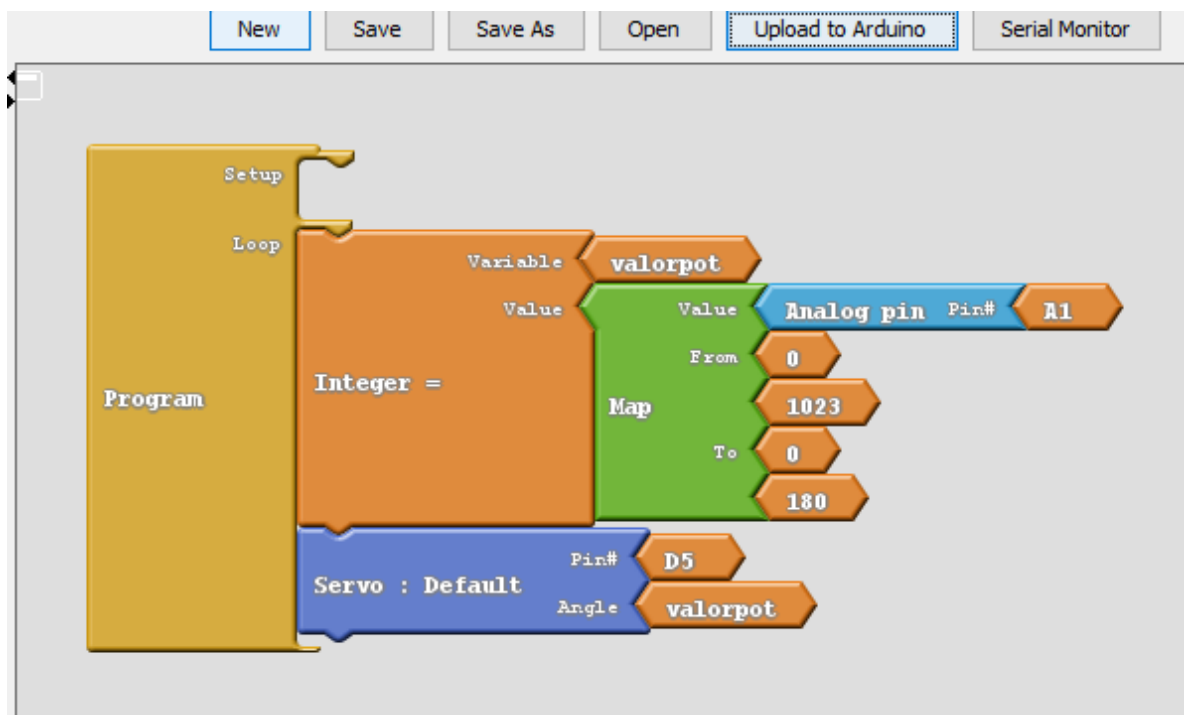 New Save Save As Open Upload to Arduino Serial Monitor
Setup
Loop
Variable valorpot
Value Value Analog pin Pin# A1
From 0
Integer =
Program
Map 1023
To 0
180
Pin# D5
Servo : Default
Angle valorpot